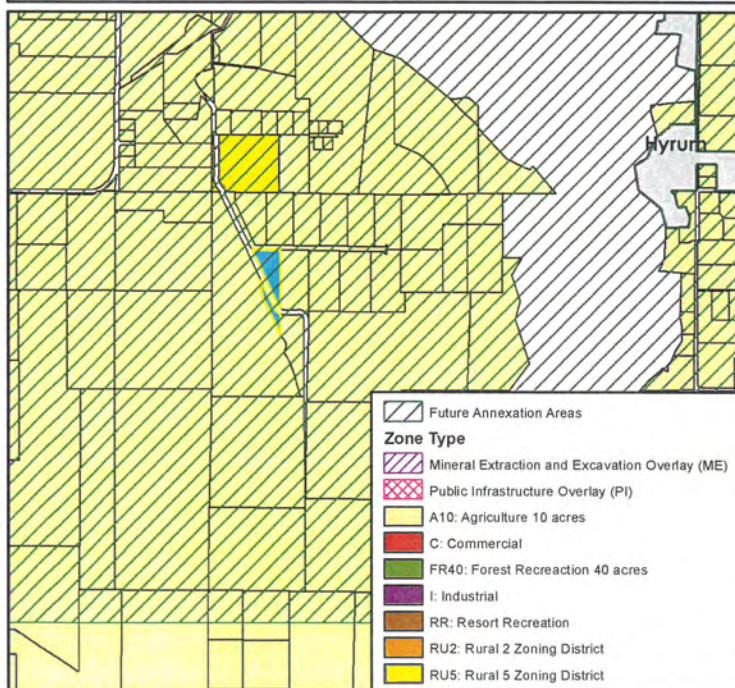 Hyrum
Future Annexation Areas
Zone Type
Mineral Extraction and Excavation Overlay (ME)
Public Infrastructure Overlay (PI)
A10: Agriculture 10 acres
C: Commercial
FR40: Forest Recreaction 40 acres
I: Industrial
RR: Resort Recreation
RU2: Rural 2 Zoning District
RU5: Rural 5 Zoning District